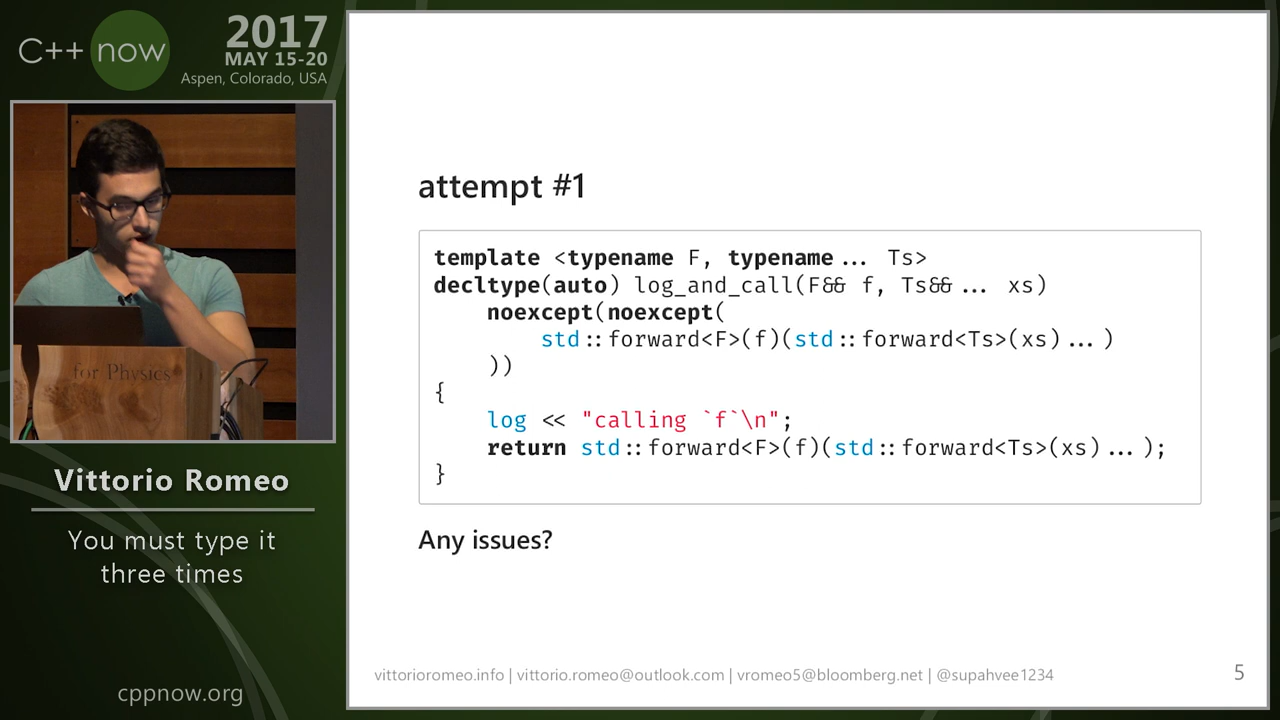 C++ now
2017
MAY 15-20
Aspen, Colorado, USA
for Physics
Vittorio Romeo
You must type it
three times
cppnow.org
attempt #1
template <typename F, typename... Ts>
decltype(auto) log_and_call(F&& f, Ts&&... xs)
    noexcept(noexcept(
        std::forward<F>(f)(std::forward<Ts>(xs)...)
    ))
{
    log << "calling `f`\n";
    return std::forward<F>(f)(std::forward<Ts>(xs)...);
}
Any issues?
vittorioromeo.info | vittorio.romeo@outlook.com | vromeo5@bloomberg.net | @supahvee1234
5